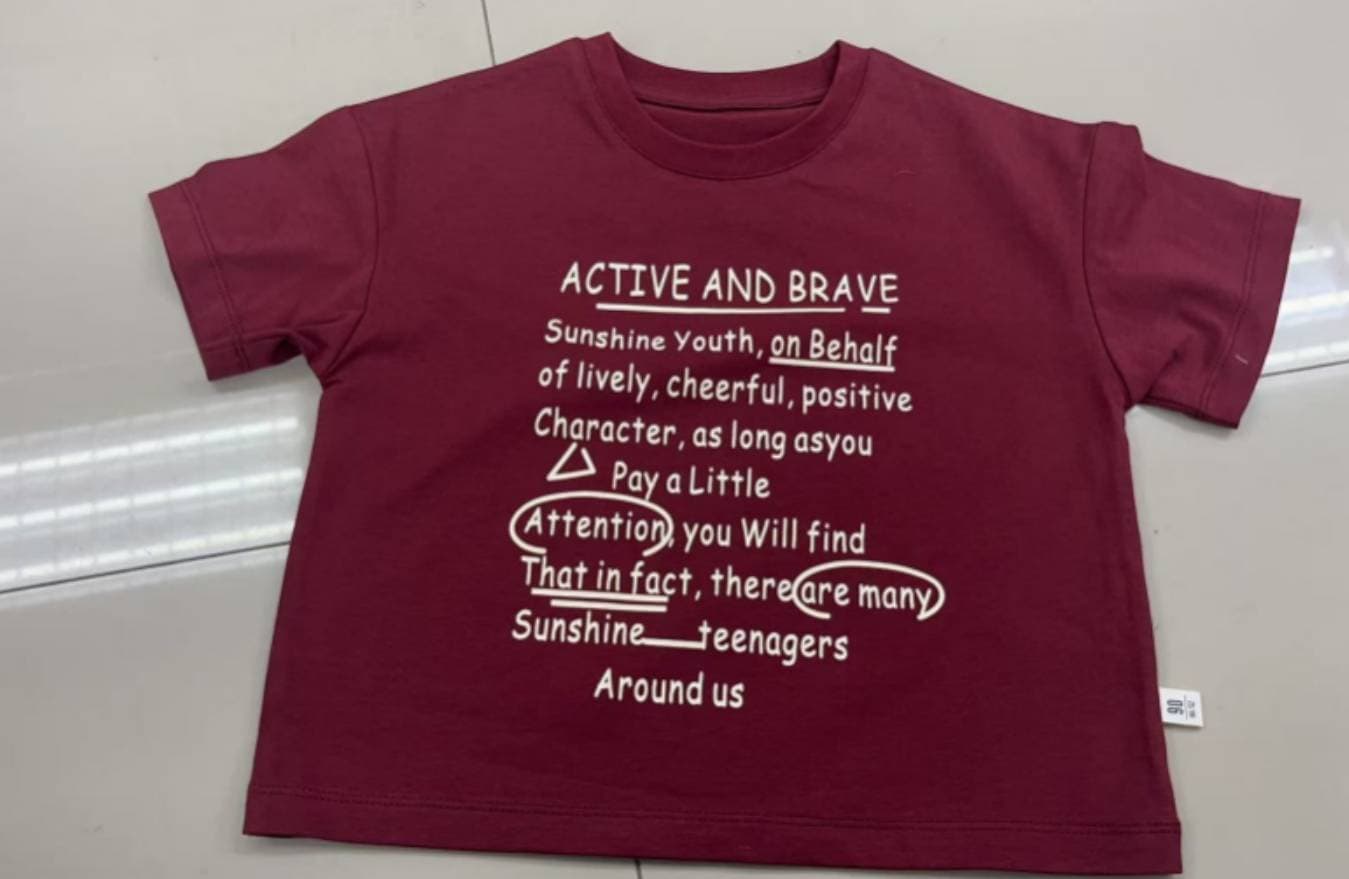 ACTIVE AND BRAVE
Sunshine Youth, on Behalf
of lively, cheerful, positive
Character, as long asyou
Pay a Little
Attention, you Will find
That in fact, there are many
Sunshine teenagers
Around us
90